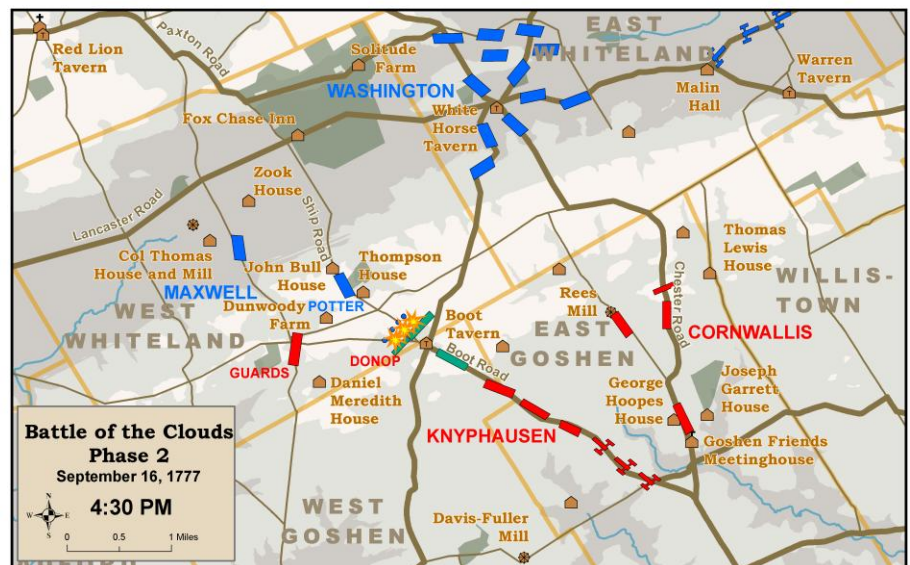 Red Lion
Tavern
Paxton Road
Solitude
Farm
EAST
WHITELAND
WASHINGTON
Malin
Hall
Warren
Tavern
White
Horse
Tavern
Fox Chase Inn
Zook
House
Lancaster Road
Ship Road
Col Thomas
House and Mill
MAXWELL
John Bull
House
POTTER
Thompson
House
Dunwoody
Farm
WEST
WHITELAND
GUARDS
DONOP
Boot
Tavern
Boot Road
Daniel
Meredith
House
Rees
Mill
EAST
GOSHEN
Chester Road
Thomas
Lewis
House
WILLIS-
TOWN
CORNWALLIS
George
Hoopes
House
Joseph
Garrett
House
Goshen Friends
Meetinghouse
KNYPHAUSEN
WEST
GOSHEN
Davis-Fuller
Mill
Battle of the Clouds
Phase 2
September 16, 1777
4:30 PM
N
W E
S
0 0.5 1 Miles